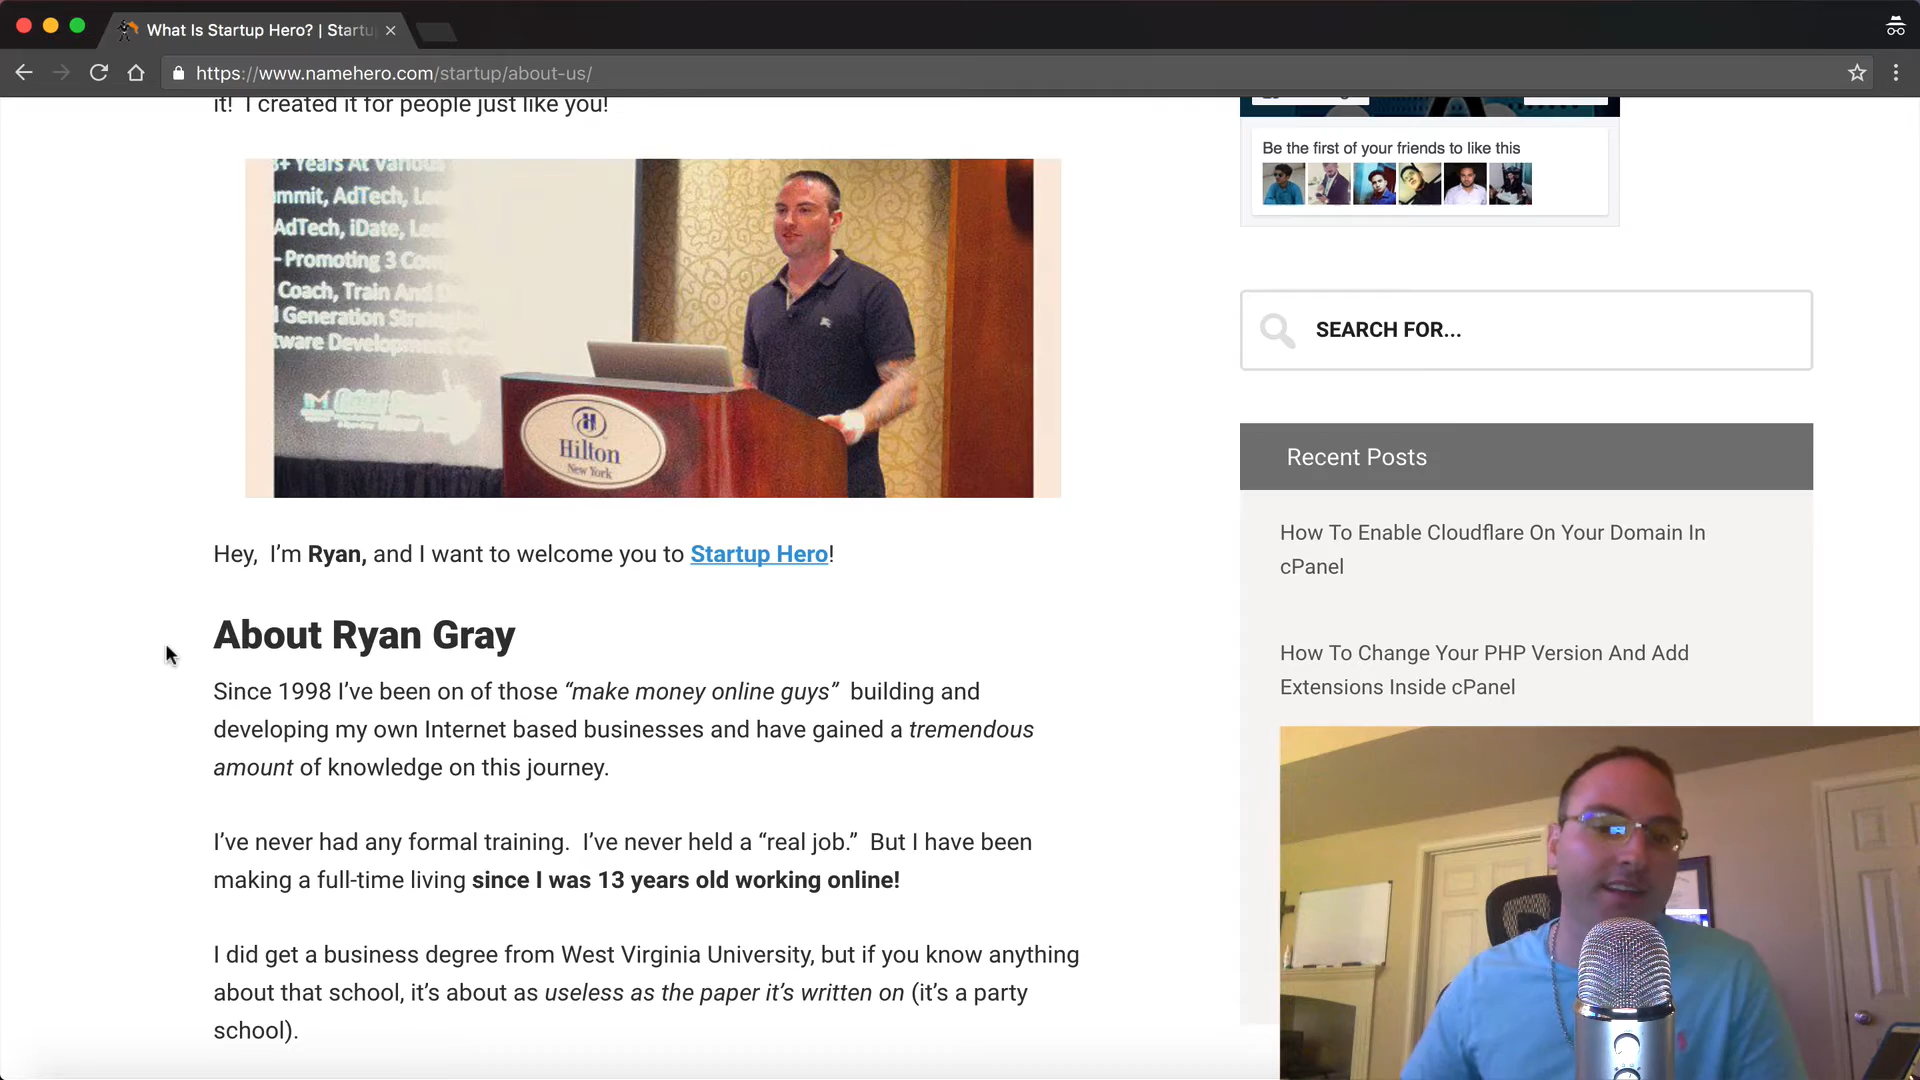 What Is Startup Hero? | Startu
https://www.namehero.com/startup/about-us/
it!  I created it for people just like you!
Years At Various
AdTech,
AdTech, iDate,
- Promoting 3
Coach, Train And
Generation
Hilton
New York
Hey,  I’m Ryan, and I want to welcome you to Startup Hero!
About Ryan Gray
Since 1998 I’ve been on of those “make money online guys”  building and
developing my own Internet based businesses and have gained a tremendous
amount of knowledge on this journey.
I’ve never had any formal training.  I’ve never held a “real job.”  But I have been
making a full-time living since I was 13 years old working online!
I did get a business degree from West Virginia University, but if you know anything
about that school, it’s about as useless as the paper it’s written on (it’s a party
school).
Be the first of your friends to like this
SEARCH FOR...
Recent Posts
How To Enable Cloudflare On Your Domain In
cPanel
How To Change Your PHP Version And Add
Extensions Inside cPanel